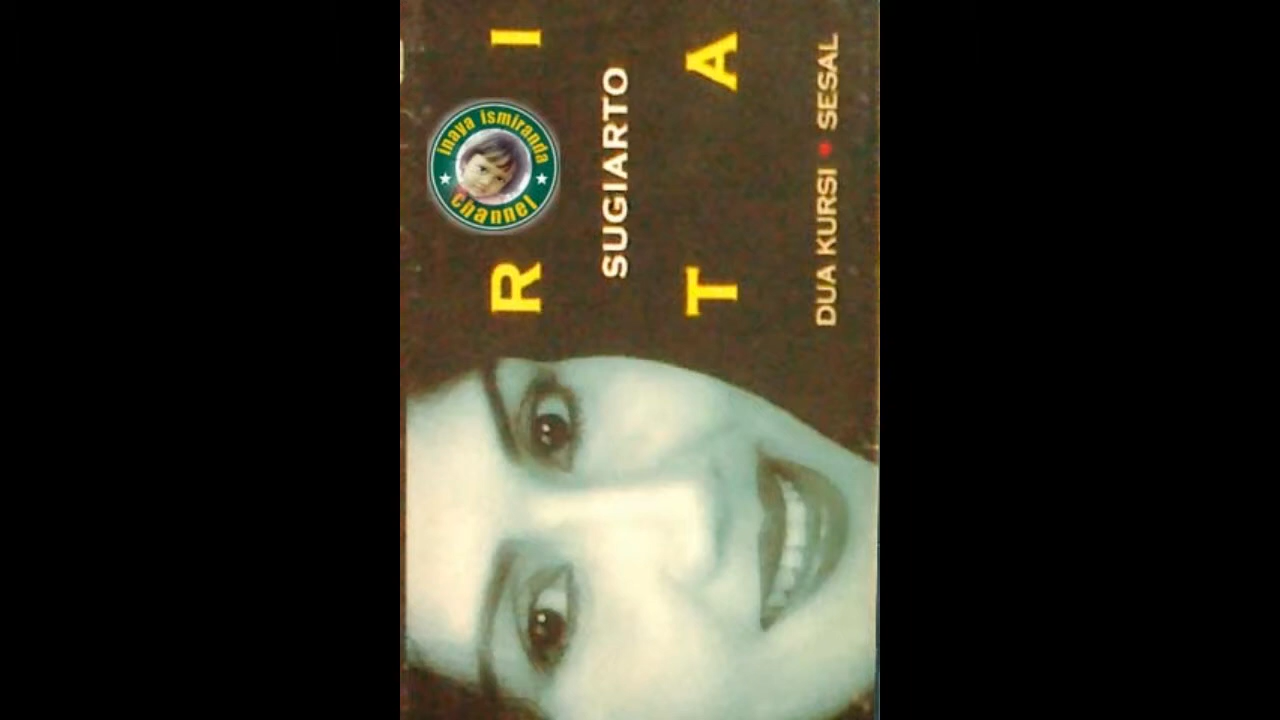 R I
SUGIARTO
T A
DUA KURSI • SESAL
inaya ismiranda
channel